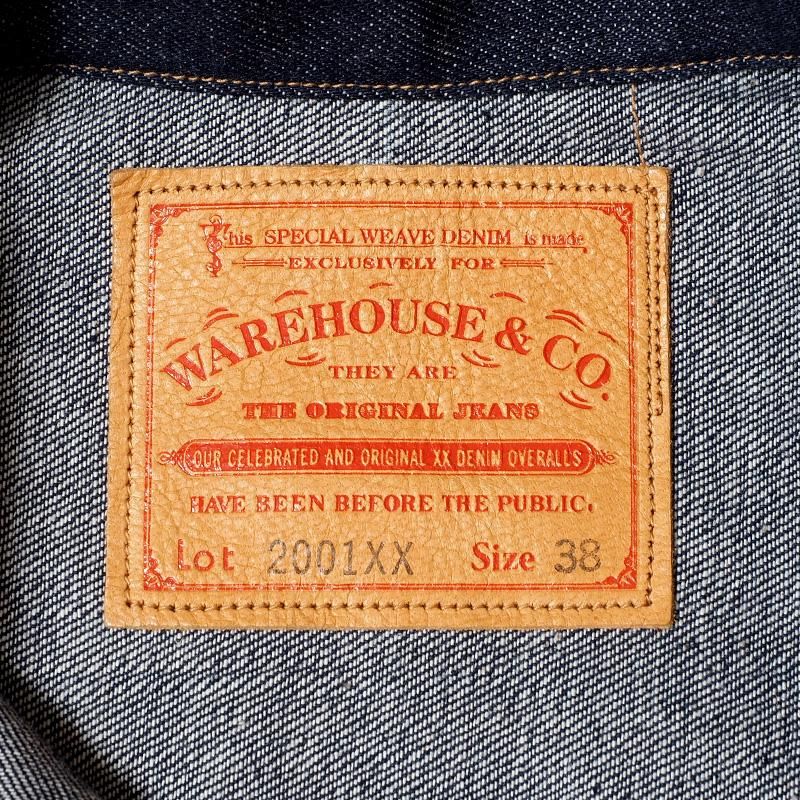 This SPECIAL WEAVE DENIM is made
EXCLUSIVELY FOR
WAREHOUSE & CO.
THEY ARE
THE ORIGINAL JEANS
OUR CELEBRATED AND ORIGINAL XX DENIM OVERALLS
HAVE BEEN BEFORE THE PUBLIC.
Lot 2001XX Size 38